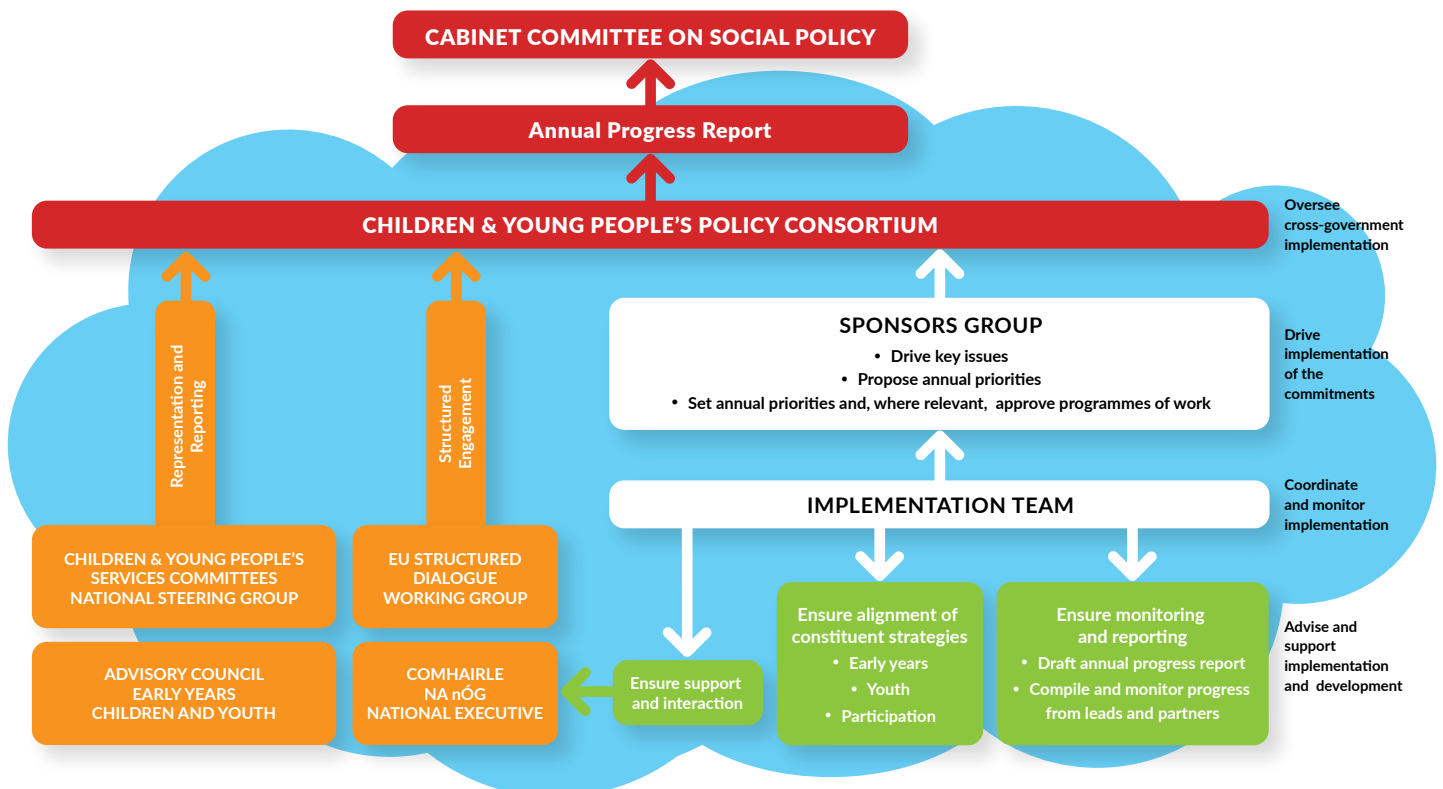 CABINET COMMITTEE ON SOCIAL POLICY
Annual Progress Report
CHILDREN & YOUNG PEOPLE’S POLICY CONSORTIUM
Oversee
cross-government
implementation
Representation and
Reporting
Structured
Engagement
SPONSORS GROUP
• Drive key issues
• Propose annual priorities
• Set annual priorities and, where relevant, approve programmes of work
Drive
implementation
of the
commitments
IMPLEMENTATION TEAM
Coordinate
and monitor
implementation
CHILDREN & YOUNG PEOPLE’S
SERVICES COMMITTEES
NATIONAL STEERING GROUP
EU STRUCTURED
DIALOGUE
WORKING GROUP
ADVISORY COUNCIL
EARLY YEARS
CHILDREN AND YOUTH
COMHAIRLE
NA nÓG
NATIONAL EXECUTIVE
Ensure support
and interaction
Ensure alignment of
constituent strategies
• Early years
• Youth
• Participation
Ensure monitoring
and reporting
• Draft annual progress report
• Compile and monitor progress
from leads and partners
Advise and
support
implementation
and development